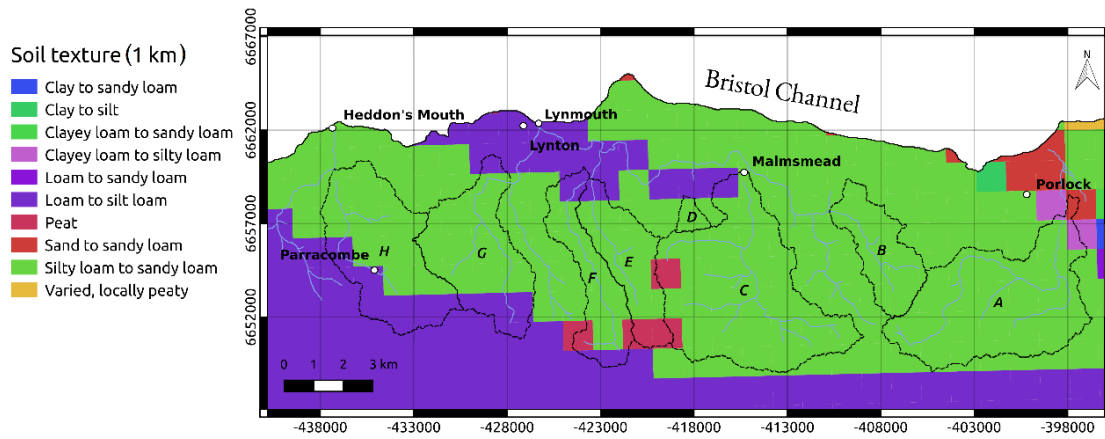 Soil texture (1 km)
Clay to sandy loam
Clay to silt
Clayey loam to sandy loam
Clayey loam to silty loam
Loam to sandy loam
Loam to silt loam
Peat
Sand to sandy loam
Silty loam to sandy loam
Varied, locally peaty
6667000
6662000
6657000
6652000
Bristol Channel
N
Heddon's Mouth
Lynmouth
Lynton
Malmsmead
Porlock
Parracombe
H
G
F
E
D
C
B
A
0 1 2 3 km
-438000 -433000 -428000 -423000 -418000 -413000 -408000 -403000 -398000